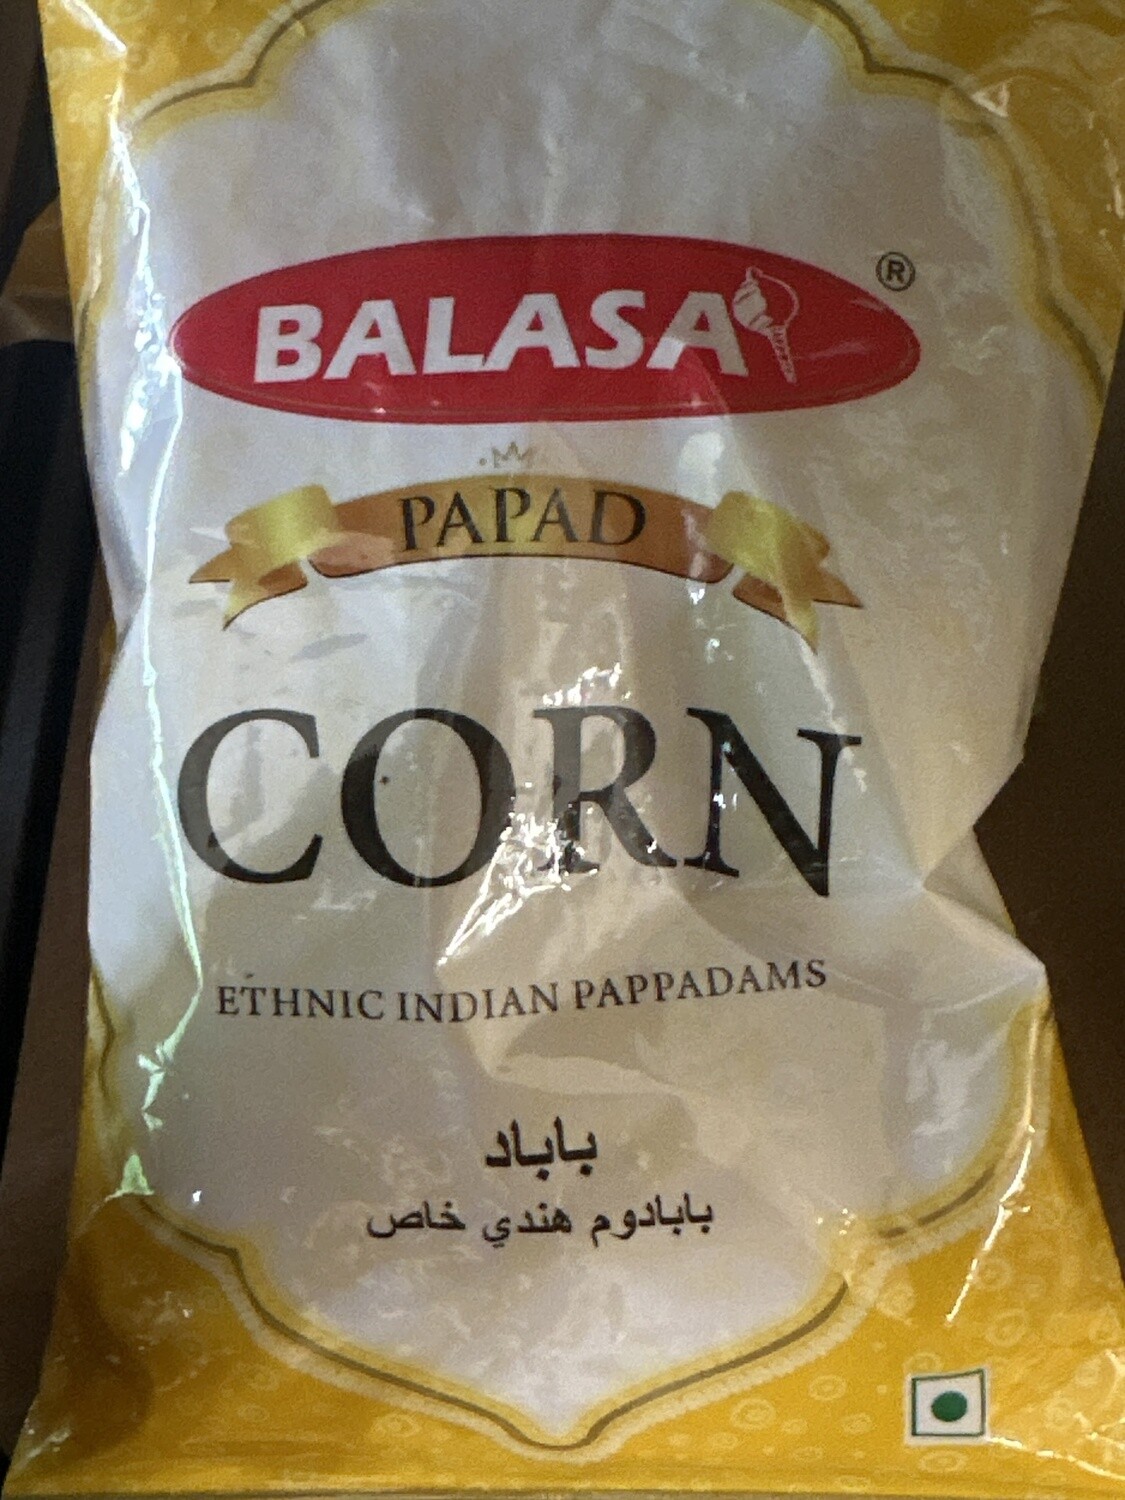 BALASA ®
PAPAD
CORN
ETHNIC INDIAN PAPPADAMS
باباد
بابادوم هندي خاص